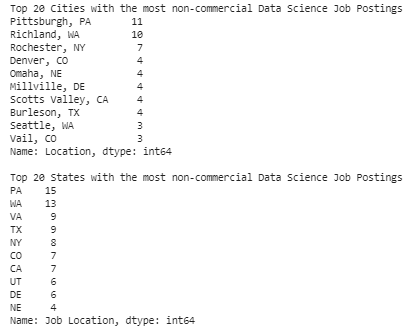 Top 20 Cities with the most non-commercial Data Science Job Postings
Pittsburgh, PA 11
Richland, WA 10
Rochester, NY 7
Denver, CO 4
Omaha, NE 4
Millville, DE 4
Scotts Valley, CA 4
Burleson, TX 4
Seattle, WA 3
Vail, CO 3
Name: Location, dtype: int64
Top 20 States with the most non-commercial Data Science Job Postings
PA 15
WA 13
VA 9
TX 9
NY 8
CO 7
CA 7
UT 6
DE 6
NE 4
Name: Job Location, dtype: int64